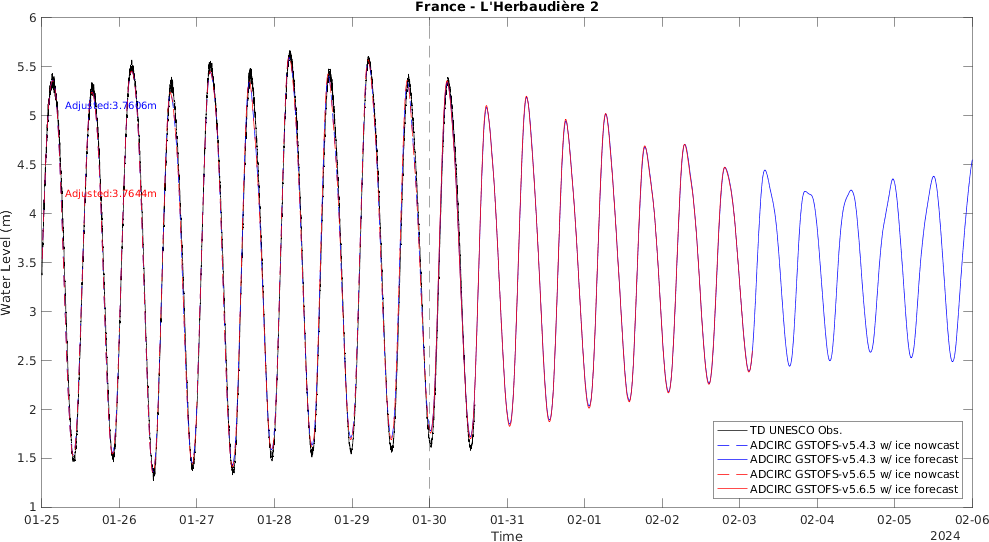 France - L'Herbaudière 2
6
5.5
5
4.5
4
3.5
3
2.5
2
1.5
1
Water Level (m)
Adjusted:3.7606m
Adjusted:3.7644m
TD UNESCO Obs.
ADCIRC GSTOFS-v5.4.3 w/ ice nowcast
ADCIRC GSTOFS-v5.4.3 w/ ice forecast
ADCIRC GSTOFS-v5.6.5 w/ ice nowcast
ADCIRC GSTOFS-v5.6.5 w/ ice forecast
01-25 01-26 01-27 01-28 01-29 01-30 01-31 02-01 02-02 02-03 02-04 02-05 02-06
Time
2024